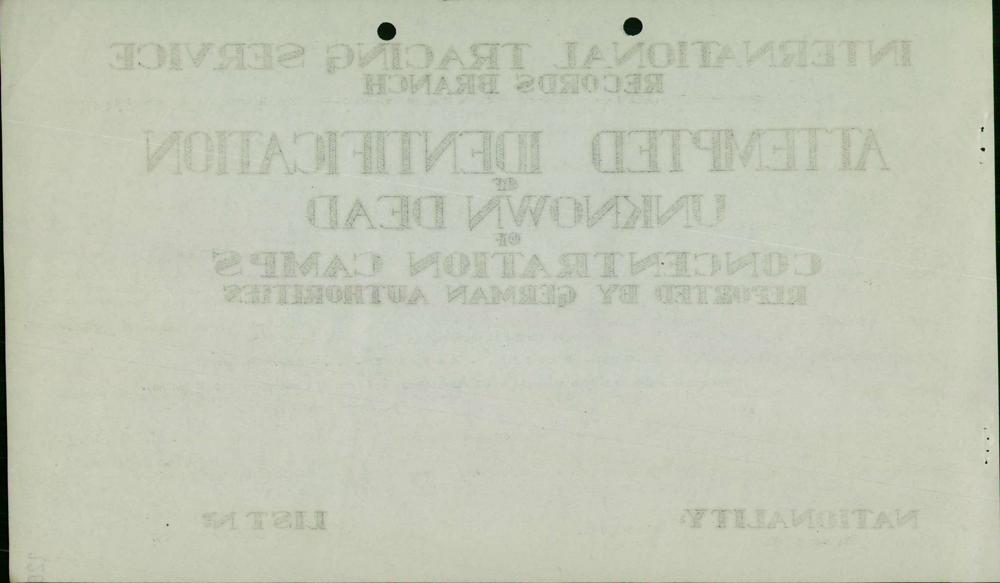 INTERNATIONAL TRACING SERVICE
RECORDS BRANCH
ATTEMPTED IDENTIFICATION
OF
UNKNOWN DEAD
OF
CONCENTRATION CAMPS
REPORTED BY GERMAN AUTHORITIES
NATIONALITY: LIST Nº